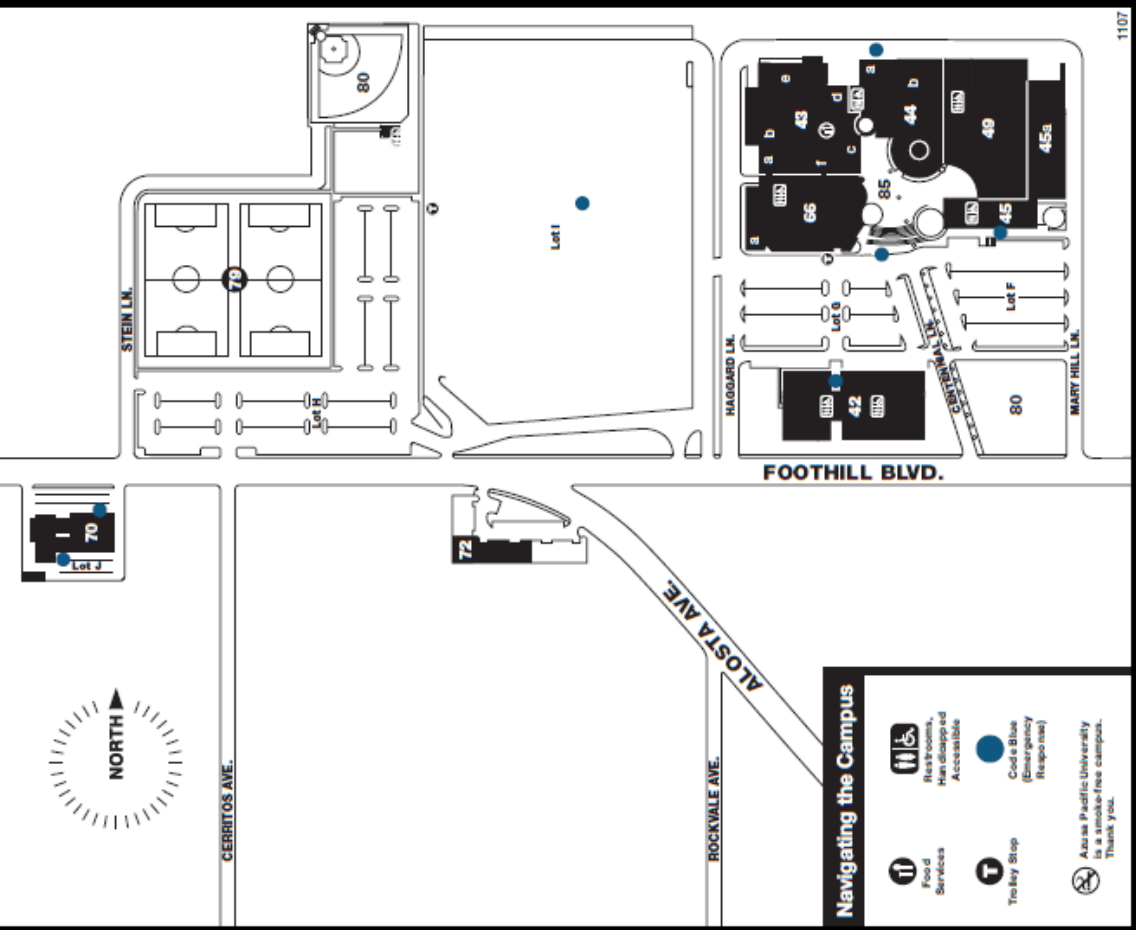 1107
80
e
a
b
d
43
b
44
a
b
c
f
49
45a
85
66
45
a
Lot I
79
STEIN LN.
Lot F
Lot G
HAGGARD LN.
CENTENNIAL LN.
MARY HILL LN.
Lot H
42
80
FOOTHILL BLVD.
70
Lot J
72
ALOSTA AVE.
NORTH
CERRITOS AVE.
ROCKVALE AVE.
Navigating the Campus
Restrooms,
Handicapped
Accessible
Code Blue
(Emergency
Response)
Food
Services
T
Trolley Stop
Azusa Pacific University
is a smoke-free campus.
Thank you.